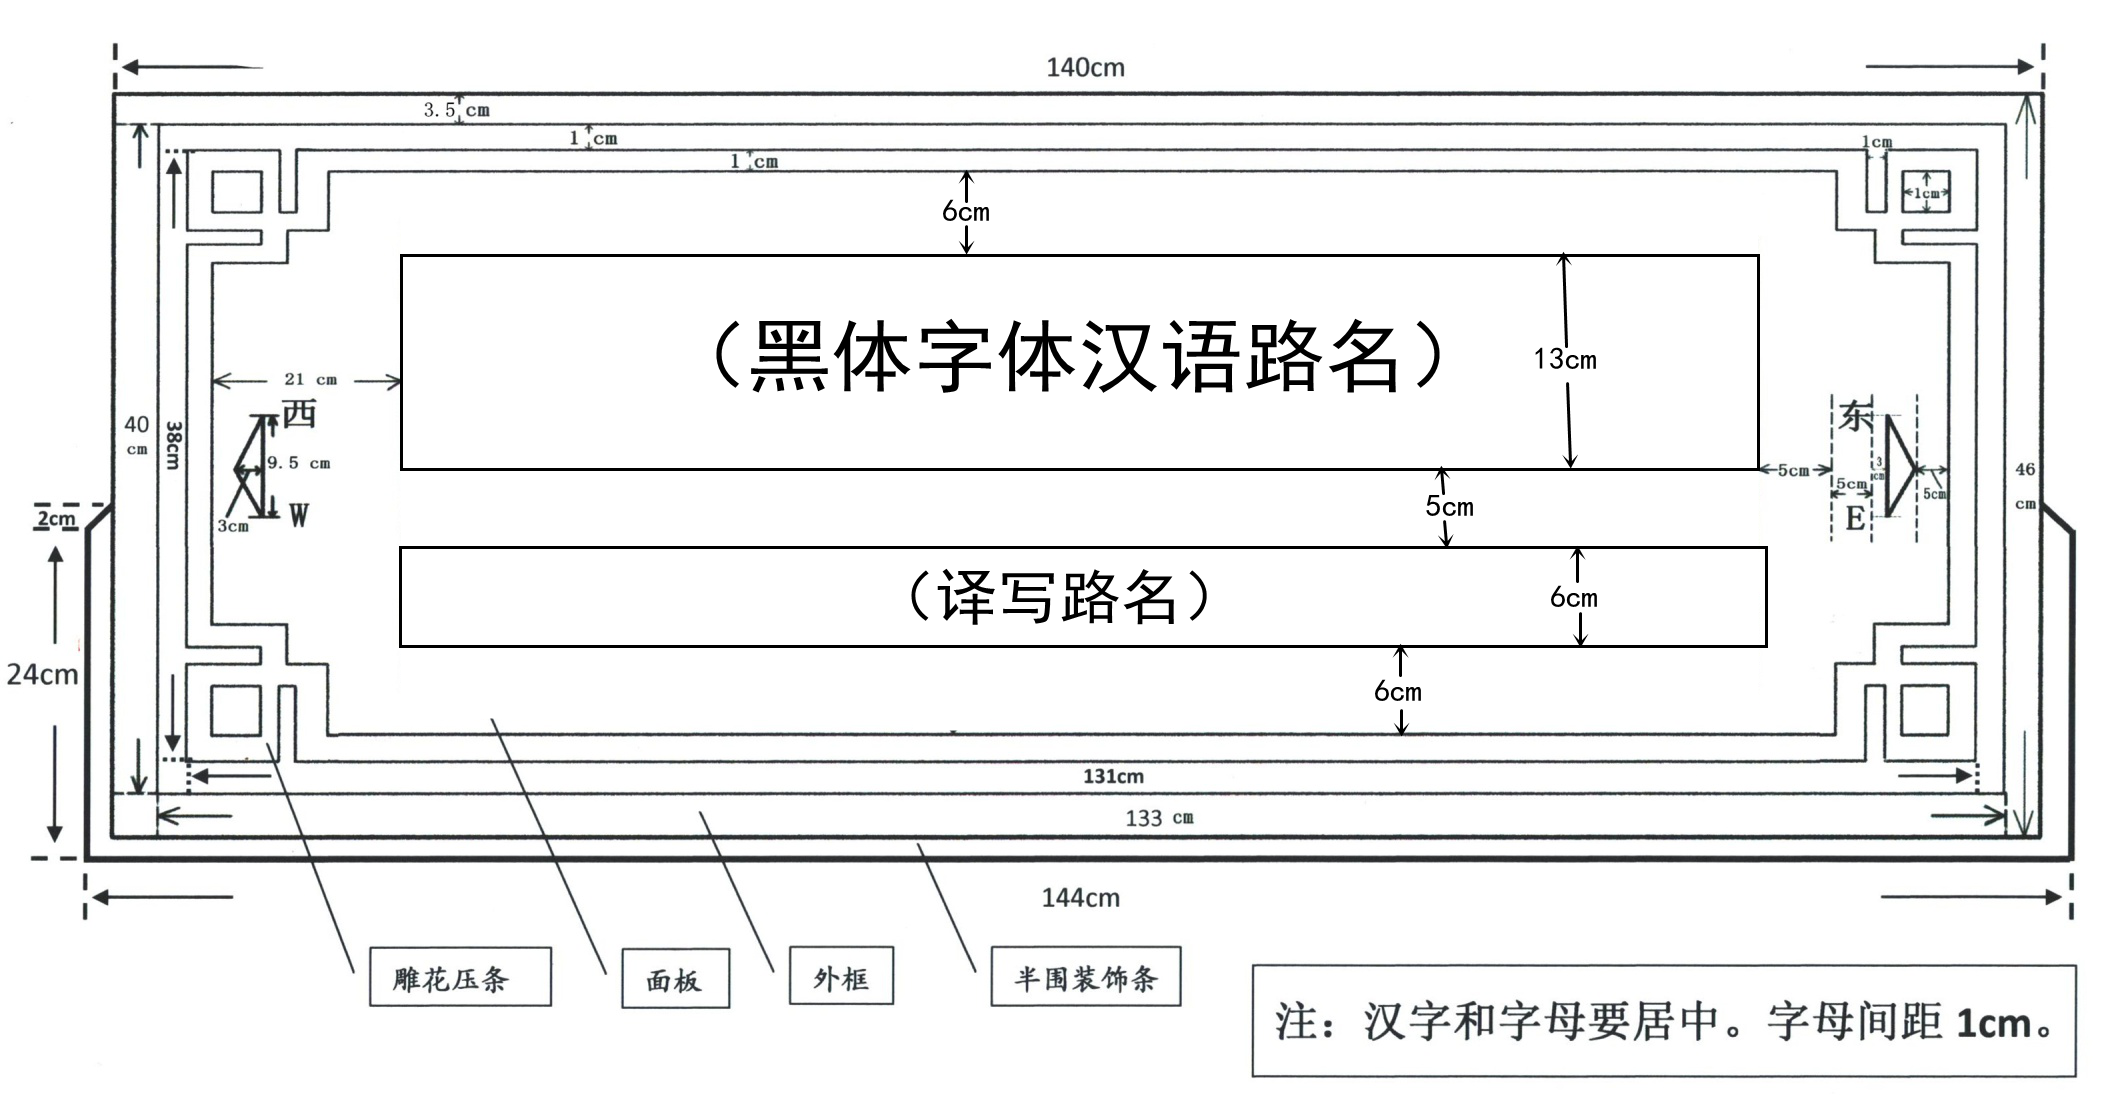 140cm
3.5 cm
1 cm
1 cm
1cm
1cm
6cm
（黑体字体汉语路名）
13cm
21 cm
西
东
40
cm
38cm
9.5 cm
3cm
W
5cm
5cm
3
cm
5cm
E
46
cm
2cm
5cm
（译写路名）
6cm
24cm
6cm
131cm
133 cm
144cm
雕花压条
面板
外框
半围装饰条
注：汉字和字母要居中。字母间距 1cm。